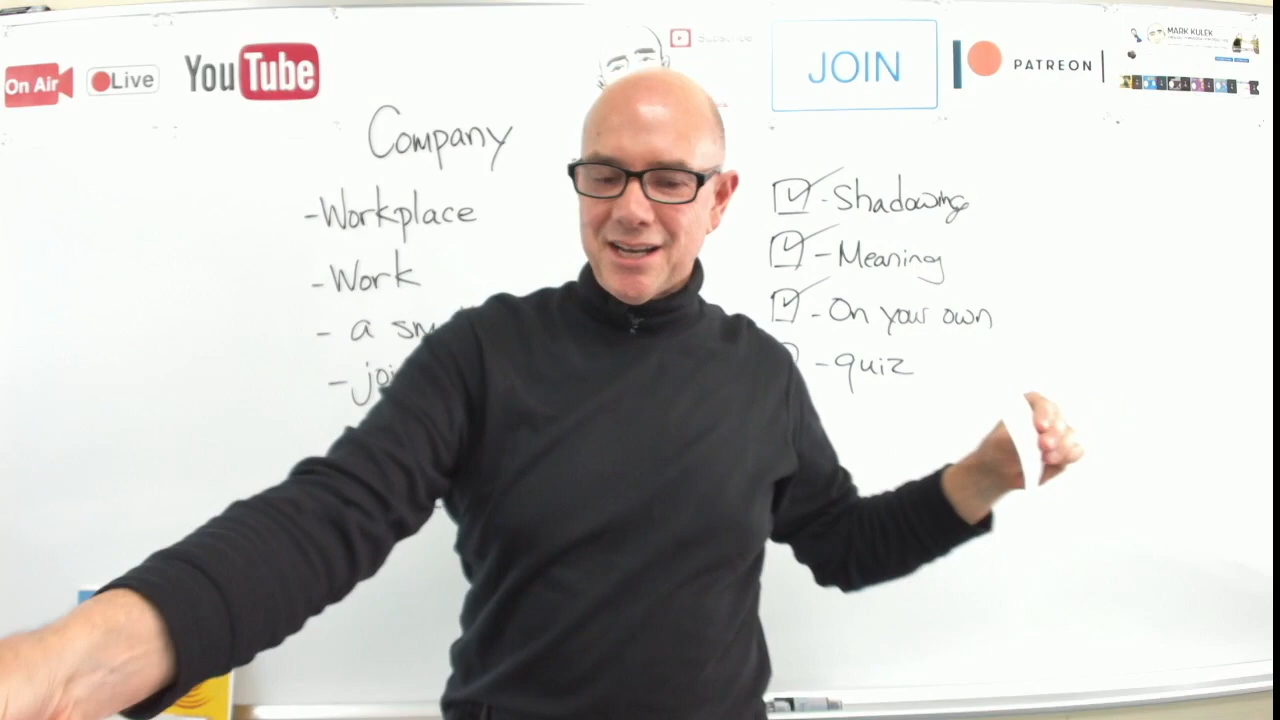 On Air
Live
YouTube
Subscribe
JOIN
PATREON
MARK KULEK
Company
- Workplace
- Work
- a sm
- joi
- Shadowing
- Meaning
- On your own
- quiz